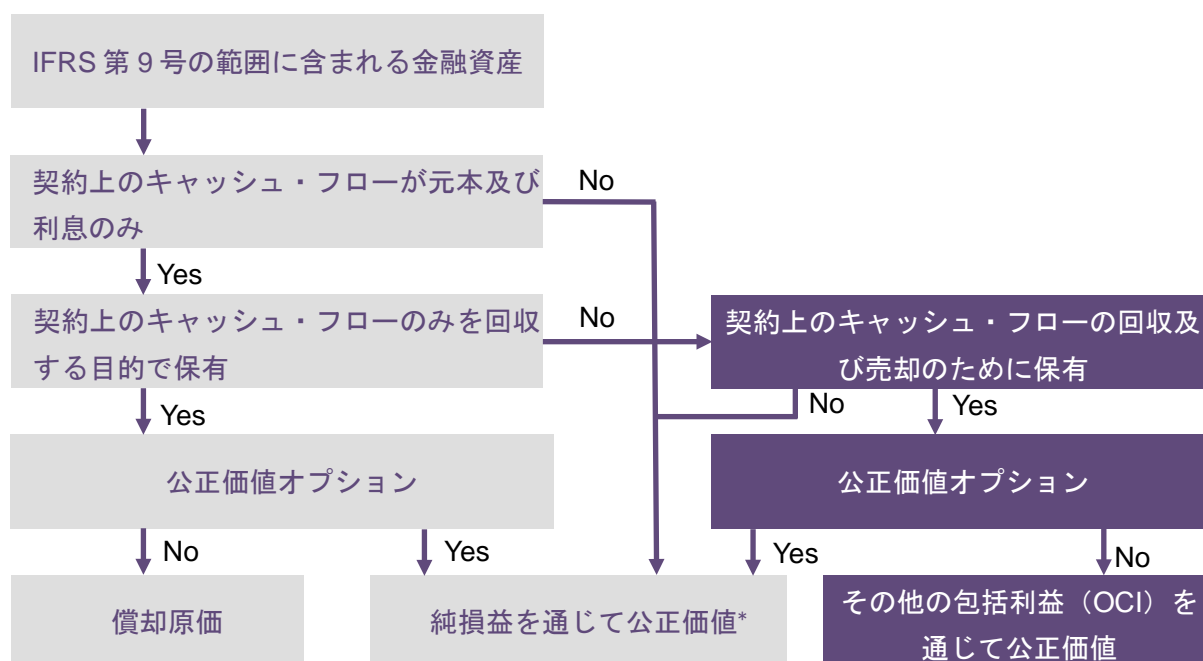 IFRS 第 9 号の範囲に含まれる金融資産
契約上のキャッシュ・フローが元本及び
利息のみ
No
Yes
契約上のキャッシュ・フローのみを回収
する目的で保有
No
契約上のキャッシュ・フローの回収及
び売却のために保有
Yes
No
Yes
公正価値オプション
公正価値オプション
No
Yes
Yes
No
償却原価
純損益を通じて公正価値*
その他の包括利益（OCI）を
通じて公正価値